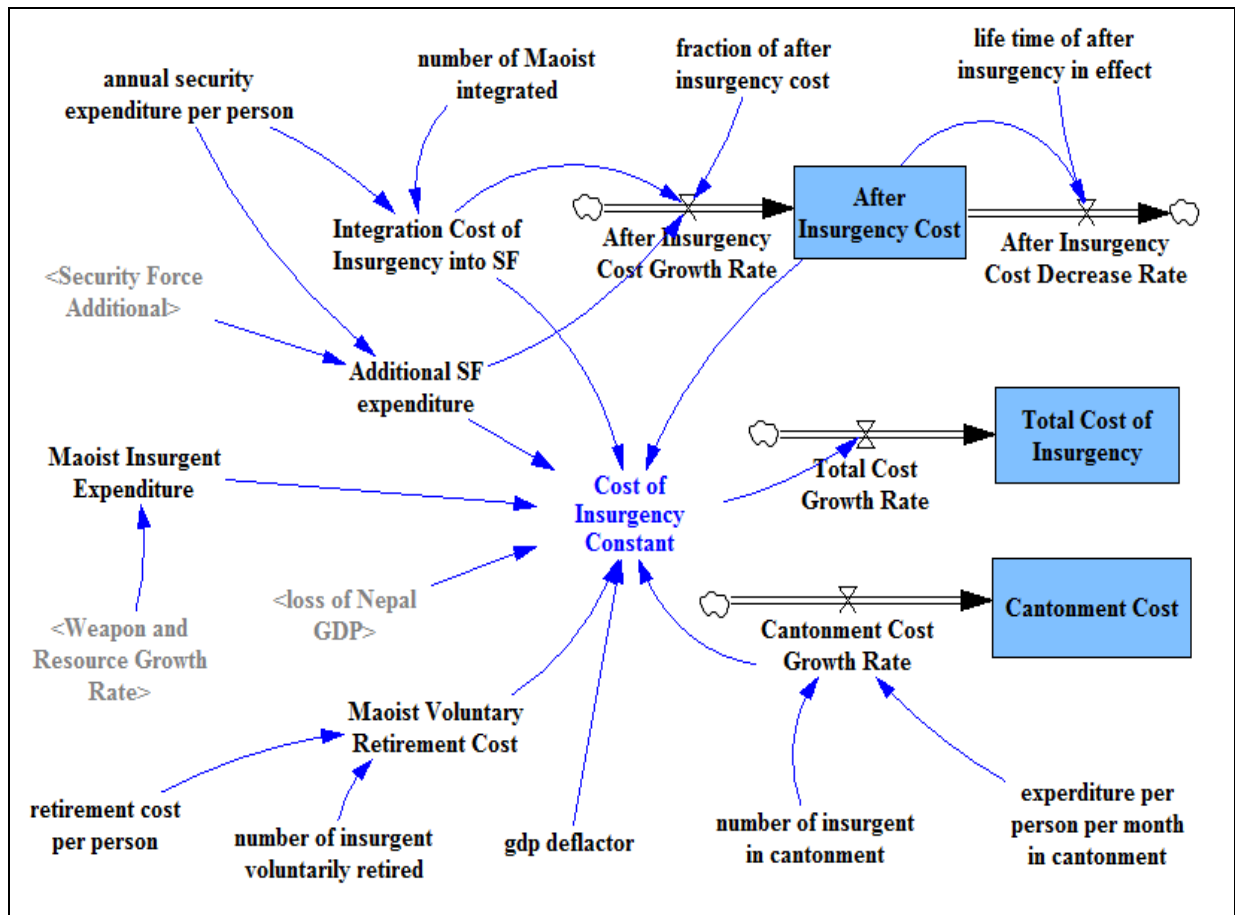 annual security
expenditure per person
number of Maoist
integrated
fraction of after
insurgency cost
life time of after
insurgency in effect
Integration Cost of
Insurgency into SF
After Insurgency
Cost Growth Rate
After
Insurgency Cost
After Insurgency
Cost Decrease Rate
<Security Force
Additional>
Additional SF
expenditure
Total Cost of
Insurgency
Total Cost
Growth Rate
Maoist Insurgent
Expenditure
Cost of
Insurgency
Constant
<loss of Nepal
GDP>
Cantonment Cost
Cantonment Cost
Growth Rate
<Weapon and
Resource Growth
Rate>
Maoist Voluntary
Retirement Cost
retirement cost
per person
number of insurgent
voluntarily retired
gdp deflactor
number of insurgent
in cantonment
experditure per
person per month
in cantonment